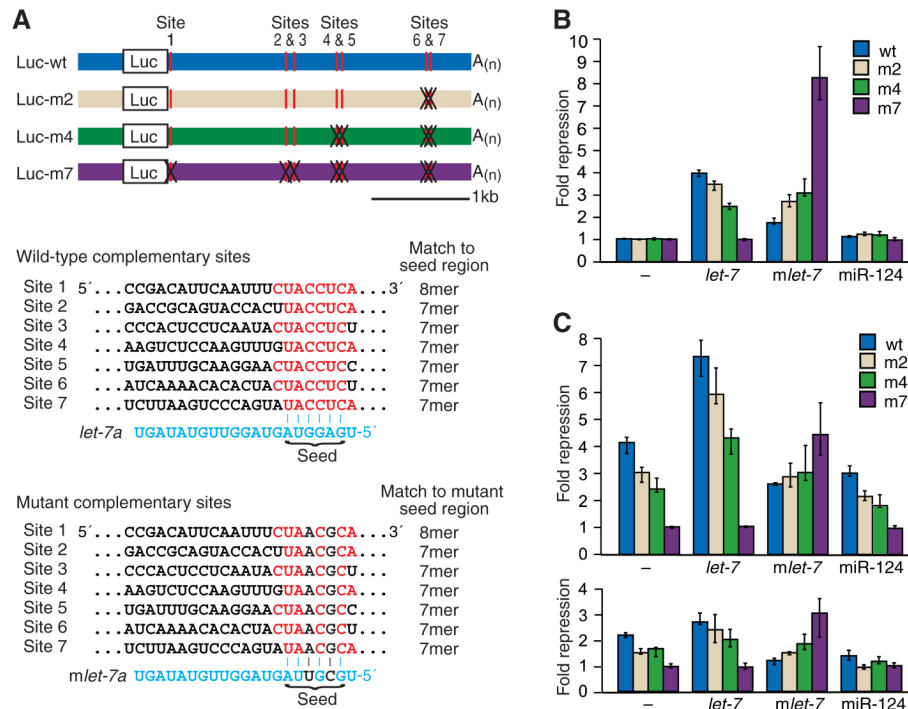 A
Site 1
Sites 2 & 3
Sites 4 & 5
Sites 6 & 7
Luc-wt Luc A(n)
Luc-m2 Luc A(n)
Luc-m4 Luc A(n)
Luc-m7 Luc A(n)
1kb
Wild-type complementary sites
Match to seed region
Site 1 5´ ...CCGACAUUCAAUUUCUACCUCA... 3´ 8mer
Site 2 ...GACCGCAGUACCACUUACCUCA... 7mer
Site 3 ...CCCACUCCUCAAUACUACCUCU... 7mer
Site 4 ...AAGUCUCCAAGUUUGUACCUCA... 7mer
Site 5 ...UGAUUUGCAAGGAACUACCUCC... 7mer
Site 6 ...AUCAAAACACACUACUACCUCU... 7mer
Site 7 ...UCUUAAGUCCCAGUAUACCUCA... 7mer
let-7a UGAUAUGUUGGAUGAUGGAGU-5´
Seed
Mutant complementary sites
Match to mutant seed region
Site 1 5´ ...CCGACAUUCAAUUUCUAACGCA... 3´ 8mer
Site 2 ...GACCGCAGUACCACUUAACGCA... 7mer
Site 3 ...CCCACUCCUCAAUACUAACGCU... 7mer
Site 4 ...AAGUCUCCAAGUUUGUAACGCA... 7mer
Site 5 ...UGAUUUGCAAGGAACUAACGCC... 7mer
Site 6 ...AUCAAAACACACUACUAACGCU... 7mer
Site 7 ...UCUUAAGUCCCAGUAUAACGCA... 7mer
mlet-7a UGAUAUGUUGGAUGAUUGCGU-5´
Seed
B
Fold repression
10
9
8
7
6
5
4
3
2
1
0
wt
m2
m4
m7
– let-7 mlet-7 miR-124
C
Fold repression
8
7
6
5
4
3
2
1
0
wt
m2
m4
m7
– let-7 mlet-7 miR-124
Fold repression
4
3
2
1
0
– let-7 mlet-7 miR-124